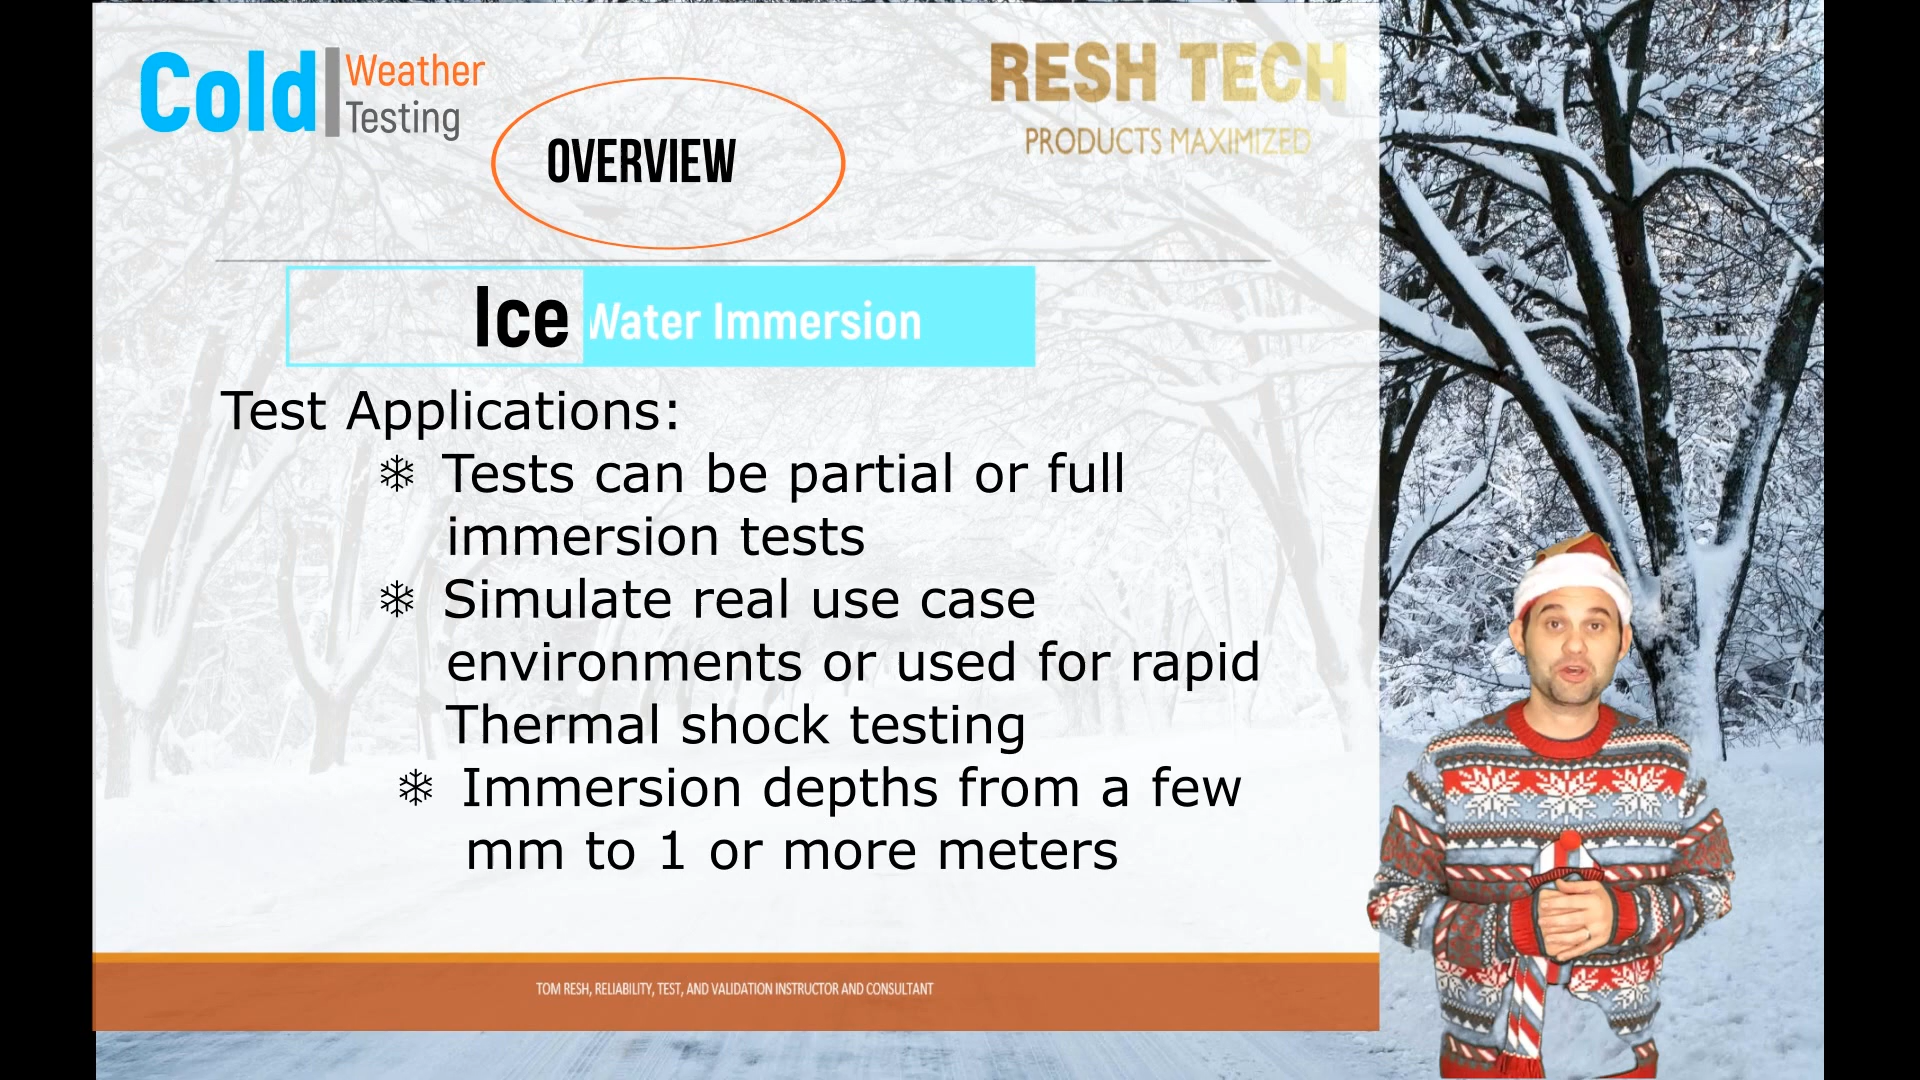 Cold Weather
Testing
OVERVIEW
RESH TECH
PRODUCTS MAXIMIZED
Ice Water Immersion
Test Applications:
❄ Tests can be partial or full
immersion tests
❄ Simulate real use case
environments or used for rapid
Thermal shock testing
❄ Immersion depths from a few
mm to 1 or more meters
TOM RESH, RELIABILITY, TEST, AND VALIDATION INSTRUCTOR AND CONSULTANT